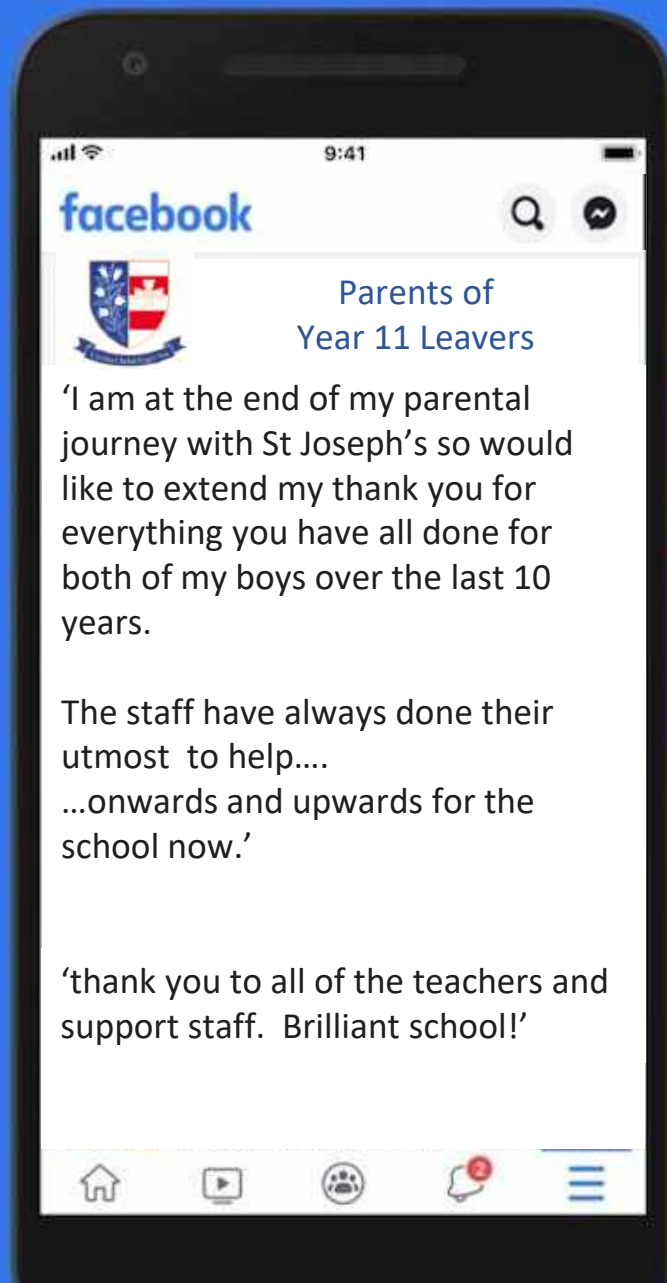 9:41
facebook
Parents of
Year 11 Leavers
‘I am at the end of my parental
journey with St Joseph’s so would
like to extend my thank you for
everything you have all done for
both of my boys over the last 10
years.
The staff have always done their
utmost  to help….
…onwards and upwards for the
school now.’
‘thank you to all of the teachers and
support staff.  Brilliant school!’
2